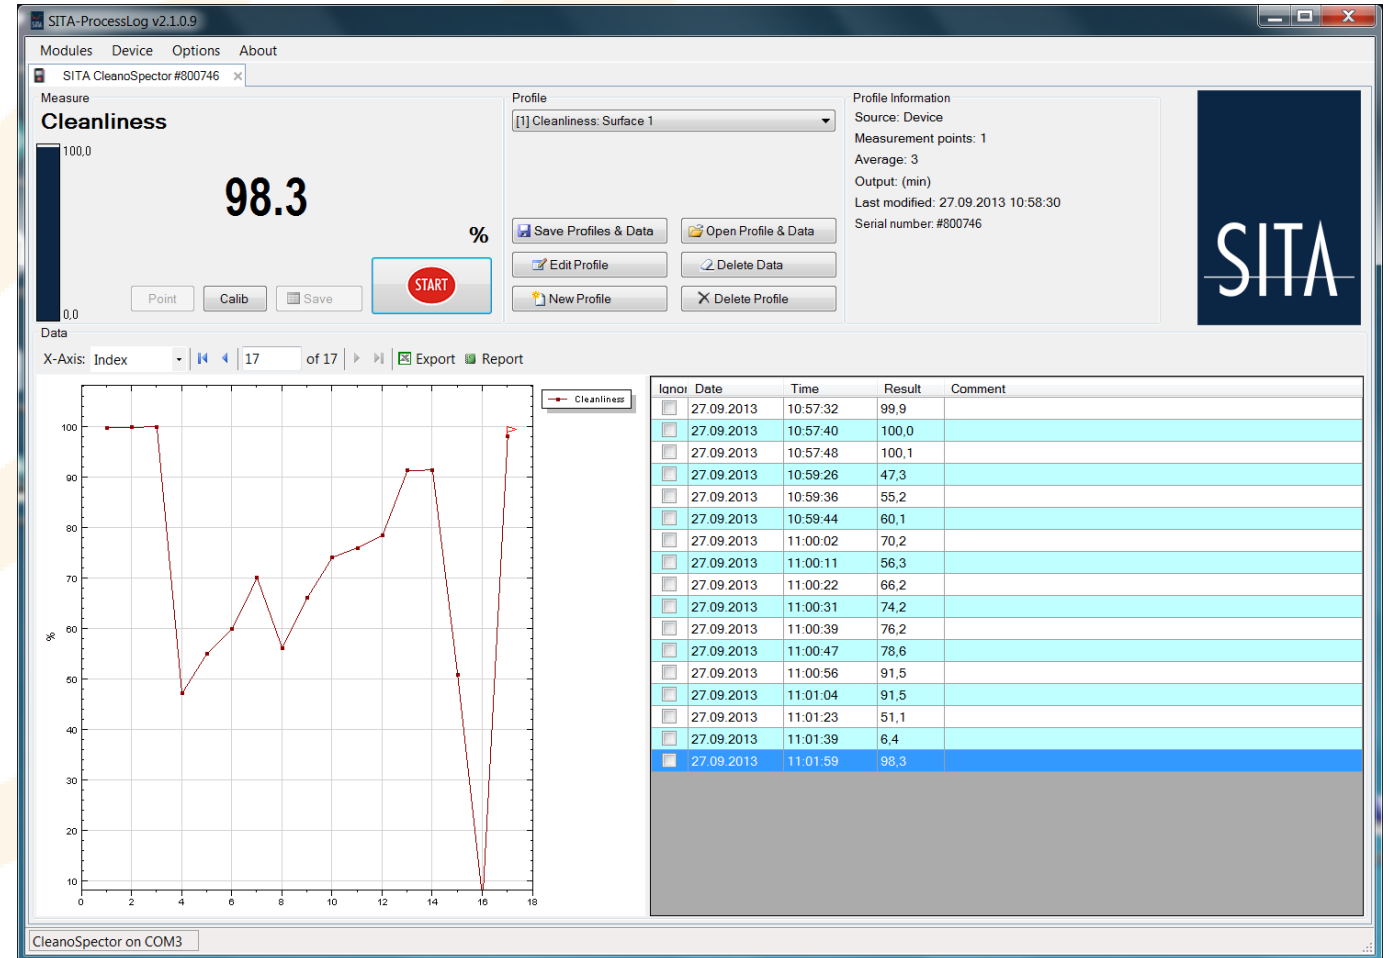 SITA-ProcessLog v2.1.0.9
Modules Device Options About
SITA CleanoSpector #800746
Measure
Cleanliness
100,0
98.3
%
0,0
Point Calib Save START
Profile
[1] Cleanliness: Surface 1
Save Profiles & Data Open Profile & Data
Edit Profile Delete Data
New Profile Delete Profile
Profile Information
Source: Device
Measurement points: 1
Average: 3
Output: (min)
Last modified: 27.09.2013 10:58:30
Serial number: #800746
SITA
Data
X-Axis: Index 17 of 17 Export Report
Cleanliness
100
90
80
70
60
50
40
30
20
10
%
0 2 4 6 8 10 12 14 16 18
Ignor Date Time Result Comment
27.09.2013 10:57:32 99,9
27.09.2013 10:57:40 100,0
27.09.2013 10:57:48 100,1
27.09.2013 10:59:26 47,3
27.09.2013 10:59:36 55,2
27.09.2013 10:59:44 60,1
27.09.2013 11:00:02 70,2
27.09.2013 11:00:11 56,3
27.09.2013 11:00:22 66,2
27.09.2013 11:00:31 74,2
27.09.2013 11:00:39 76,2
27.09.2013 11:00:47 78,6
27.09.2013 11:00:56 91,5
27.09.2013 11:01:04 91,5
27.09.2013 11:01:23 51,1
27.09.2013 11:01:39 6,4
27.09.2013 11:01:59 98,3
CleanoSpector on COM3